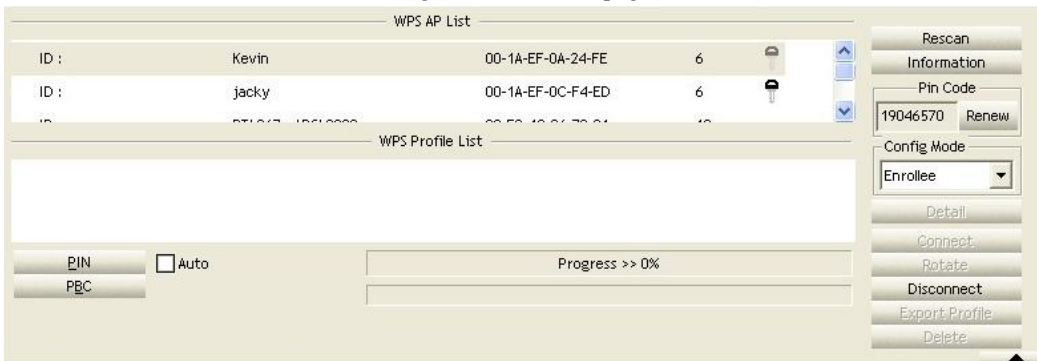 WPS AP List
ID : Kevin 00-1A-EF-0A-24-FE 6
ID : jacky 00-1A-EF-0C-F4-ED 6
WPS Profile List
PIN
Auto
PBC
Progress >> 0%
Rescan
Information
Pin Code
19046570 Renew
Config Mode
Enrollee
Detail
Connect
Rotate
Disconnect
Export Profile
Delete